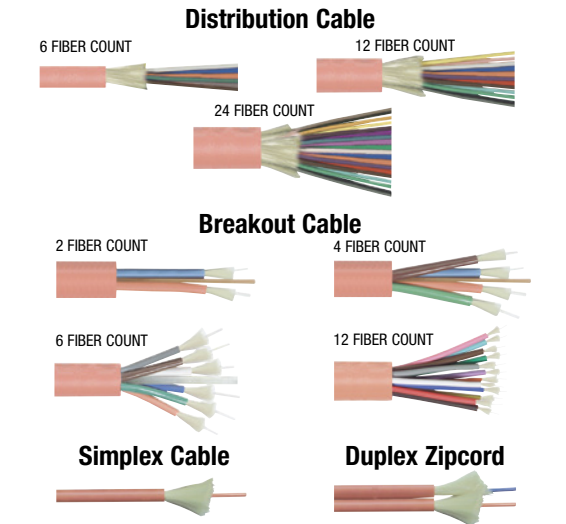 Distribution Cable
6 FIBER COUNT
12 FIBER COUNT
24 FIBER COUNT
Breakout Cable
2 FIBER COUNT
4 FIBER COUNT
6 FIBER COUNT
12 FIBER COUNT
Simplex Cable
Duplex Zipcord